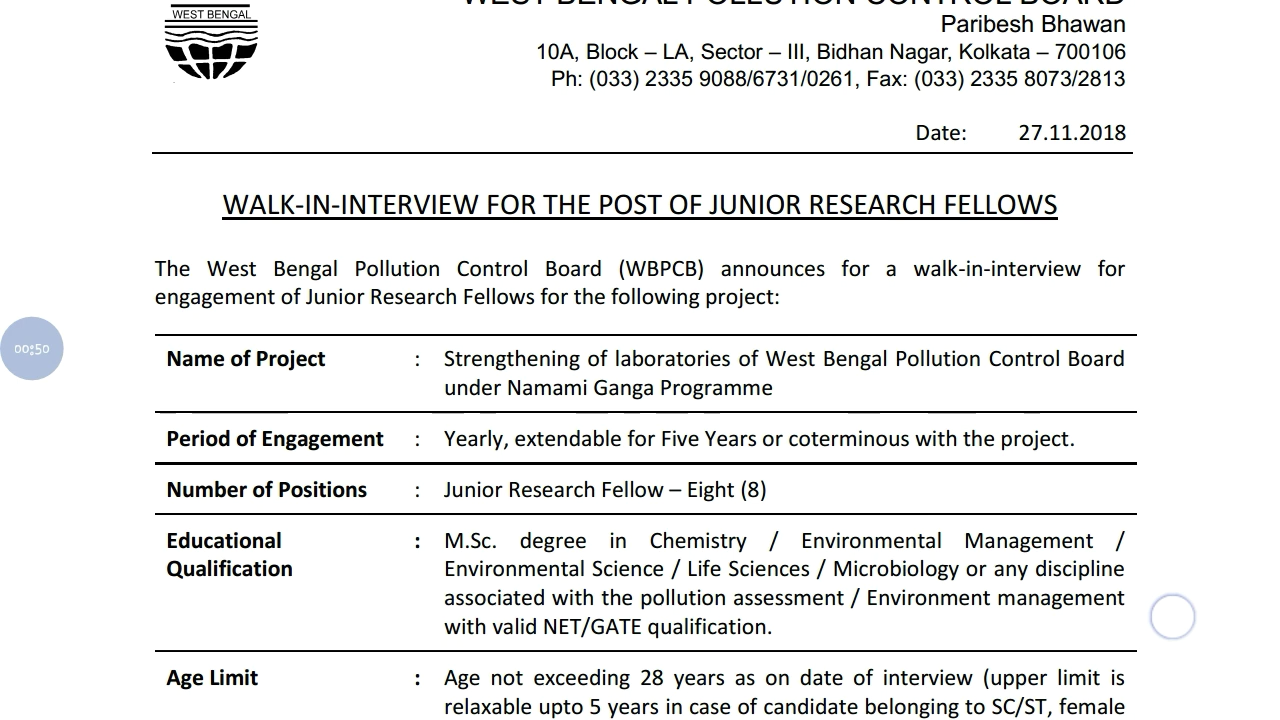 WEST BENGAL POLLUTION CONTROL BOARD
WEST BENGAL
Paribesh Bhawan
10A, Block – LA, Sector – III, Bidhan Nagar, Kolkata – 700106
Ph: (033) 2335 9088/6731/0261, Fax: (033) 2335 8073/2813
Date: 27.11.2018
WALK-IN-INTERVIEW FOR THE POST OF JUNIOR RESEARCH FELLOWS
The West Bengal Pollution Control Board (WBPCB) announces for a walk-in-interview for
engagement of Junior Research Fellows for the following project:
Name of Project : Strengthening of laboratories of West Bengal Pollution Control Board
under Namami Ganga Programme
Period of Engagement : Yearly, extendable for Five Years or coterminous with the project.
Number of Positions : Junior Research Fellow – Eight (8)
Educational Qualification : M.Sc. degree in Chemistry / Environmental Management /
Environmental Science / Life Sciences / Microbiology or any discipline
associated with the pollution assessment / Environment management
with valid NET/GATE qualification.
Age Limit : Age not exceeding 28 years as on date of interview (upper limit is
relaxable upto 5 years in case of candidate belonging to SC/ST, female
00:50